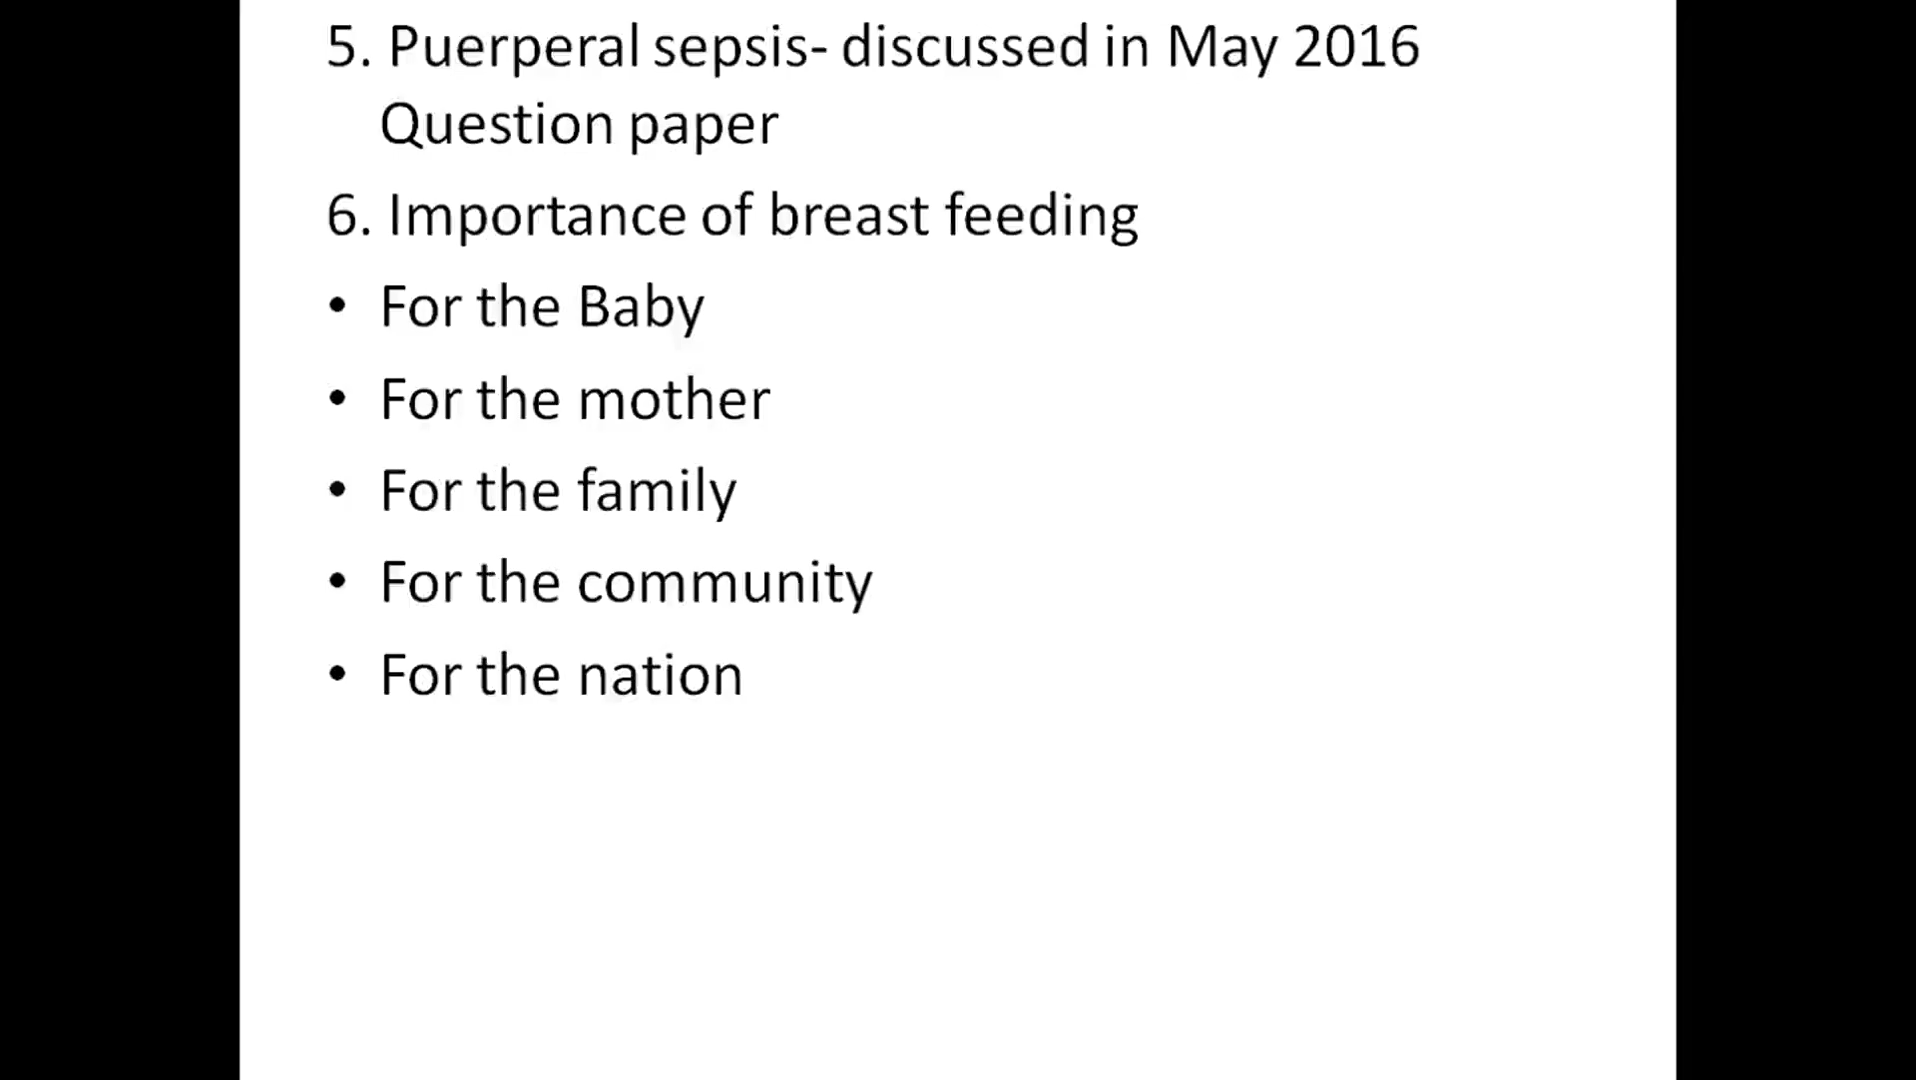 5. Puerperal sepsis- discussed in May 2016
Question paper
6. Importance of breast feeding
• For the Baby
• For the mother
• For the family
• For the community
• For the nation